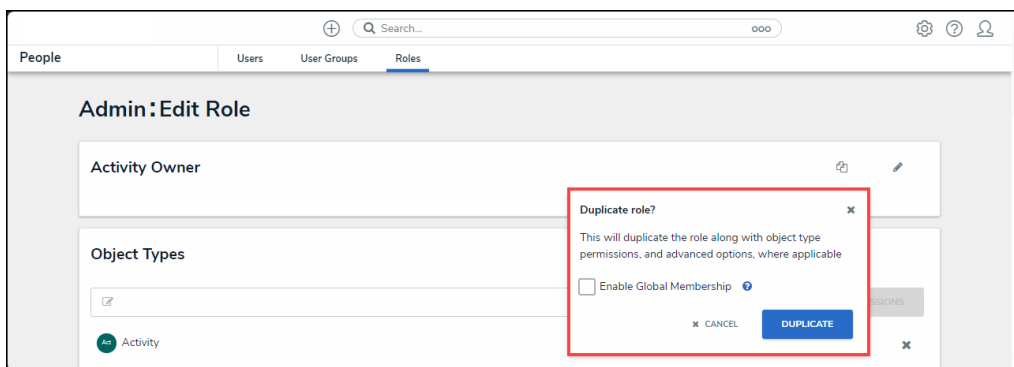 Search...
ooo
People
Users
User Groups
Roles
Admin:Edit Role
Activity Owner
Duplicate role?
This will duplicate the role along with object type
permissions, and advanced options, where applicable
Enable Global Membership ?
CANCEL
DUPLICATE
Object Types
SSIONS
Act
Activity